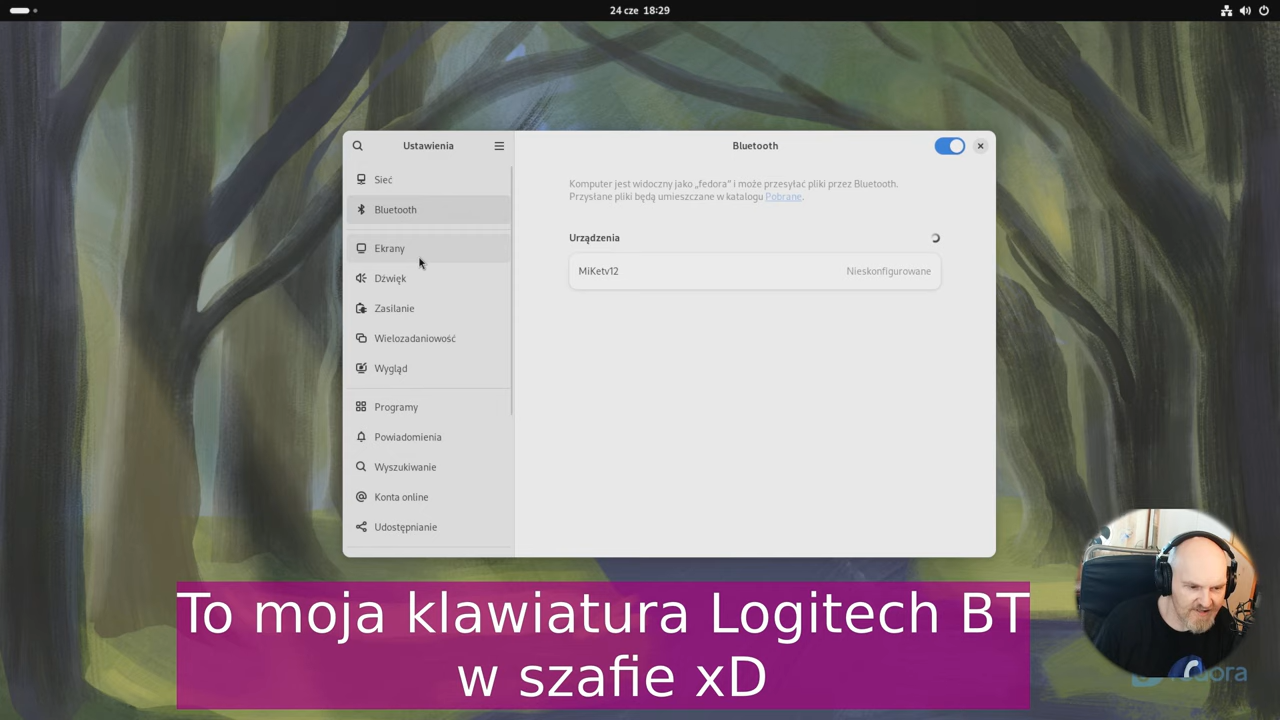 24 cze 18:29
Ustawienia
Bluetooth
Sieć
Bluetooth
Ekrany
Dźwięk
Zasilanie
Wielozadaniowość
Wygląd
Programy
Powiadomienia
Wyszukiwanie
Konta online
Udostępnianie
Komputer jest widoczny jako „fedora” i może przesyłać pliki przez Bluetooth.
Przysłane pliki będą umieszczane w katalogu Pobrane.
Urządzenia
MiKetv12 Nieskonfigurowane
To moja klawiatura Logitech BT
w szafie xD